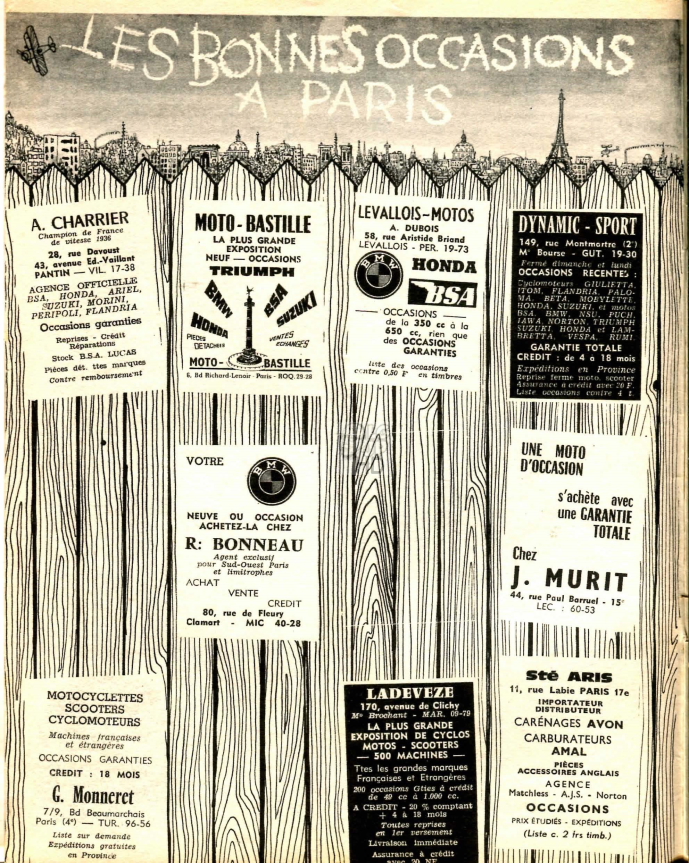 LES BONNES OCCASIONS
A PARIS
A. CHARRIER
Champion de France
de vitesse 1936
28, rue Davoust
43, avenue Ed.-Vaillant
PANTIN — VIL. 17-38
AGENCE OFFICIELLE
BSA, HONDA, ARIEL,
SUZUKI, MORINI,
PERIPOLI, FLANDRIA
Occasions garanties
Reprises - Crédit
Réparations
Stock B.S.A. LUCAS
Pièces dét. ttes marques
Contre remboursement
MOTO-BASTILLE
LA PLUS GRANDE
EXPOSITION
NEUF — OCCASIONS
TRIUMPH
BMW
BSA
HONDA
SUZUKI
PIECES
DETACHEES
VENTES
ECHANGES
MOTO- BASTILLE
6, Bd Richard-Lenoir - Paris - ROQ. 29-28
LEVALLOIS-MOTOS
A. DUBOIS
58, rue Aristide Briand
LEVALLOIS - PER. 19-73
BMW
HONDA
BSA
OCCASIONS
de la 350 cc à la
650 cc, rien que
des OCCASIONS
GARANTIES
liste des occasions
contre 0,50 F en timbres
DYNAMIC - SPORT
149, rue Montmartre (2e)
M° Bourse - GUT. 19-30
Fermé dimanche et lundi
OCCASIONS RECENTES :
Cyclomoteurs GIULIETTA,
ITOM, FLANDRIA, PALO-
MA, BETA, MOBYLETTE,
HONDA, SUZUKI, et motos
BSA, BMW, NSU, PUCH,
JAWA, NORTON, TRIUMPH
SUZUKI, HONDA et LAM-
BRETTA, VESPA, RUMI.
GARANTIE TOTALE
CREDIT : de 4 à 18 mois
Expéditions en Province
Reprise ferme moto, scooter
Assurance à crédit avec 20 F.
Liste occasions contre 4 t.
VOTRE
BMW
NEUVE OU OCCASION
ACHETEZ-LA CHEZ
R: BONNEAU
Agent exclusif
pour Sud-Ouest Paris
et limitrophes
ACHAT
VENTE
CREDIT
80, rue de Fleury
Clamart - MIC 40-28
UNE MOTO
D'OCCASION
s'achète avec
une GARANTIE
TOTALE
Chez
J. MURIT
44, rue Paul Barruel - 15e
LEC. : 60-53
MOTOCYCLETTES
SCOOTERS
CYCLOMOTEURS
Machines françaises
et étrangères
OCCASIONS GARANTIES
CREDIT : 18 MOIS
G. Monneret
7/9, Bd Beaumarchais
Paris (4e) — TUR. 96-56
Liste sur demande
Expéditions gratuites
en Province
LADEVEZE
170, avenue de Clichy
M° Brochant - MAR. 09-79
LA PLUS GRANDE
EXPOSITION DE CYCLOS
MOTOS - SCOOTERS
— 500 MACHINES —
Ttes les grandes marques
Françaises et Etrangères
200 occasions Gties à crédit
de 49 cc à 1.000 cc.
A CREDIT - 20 % comptant
+ 4 à 18 mois
Toutes reprises
en 1er versement
Livraison immédiate
Assurance à crédit
avec 20 NF
Sté ARIS
11, rue Labie PARIS 17e
IMPORTATEUR
DISTRIBUTEUR
CARÉNAGES AVON
CARBURATEURS
AMAL
PIÈCES
ACCESSOIRES ANGLAIS
AGENCE
Matchless - A.J.S. - Norton
OCCASIONS
PRIX ÉTUDIÉS - EXPÉDITIONS
(Liste c. 2 frs timb.)